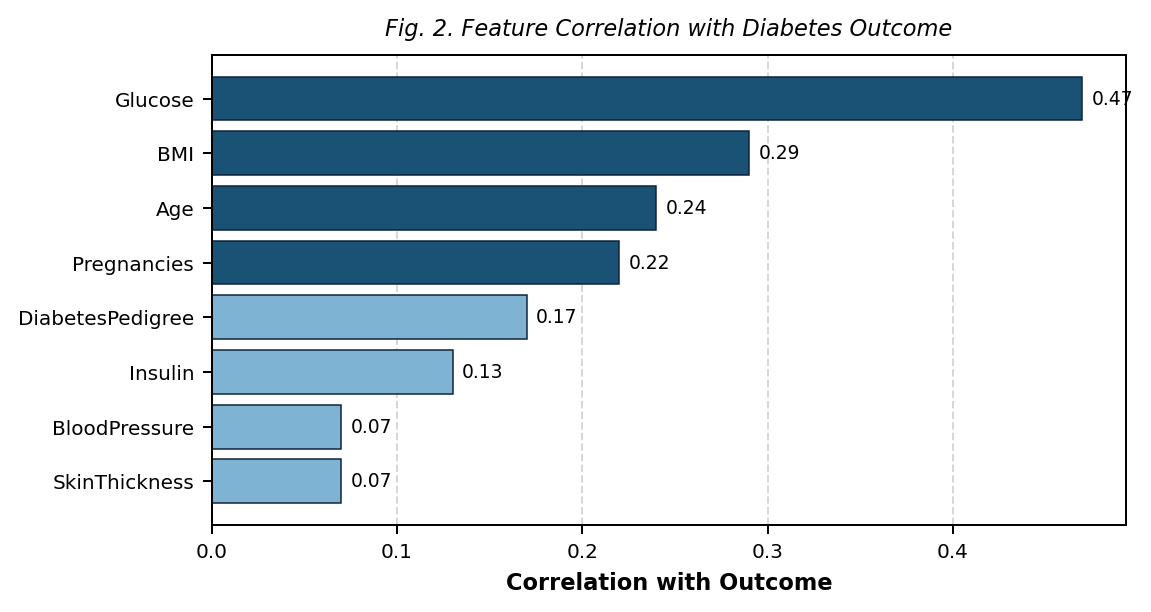 Fig. 2. Feature Correlation with Diabetes Outcome
Glucose 0.47
BMI 0.29
Age 0.24
Pregnancies 0.22
DiabetesPedigree 0.17
Insulin 0.13
BloodPressure 0.07
SkinThickness 0.07
0.0 0.1 0.2 0.3 0.4
Correlation with Outcome